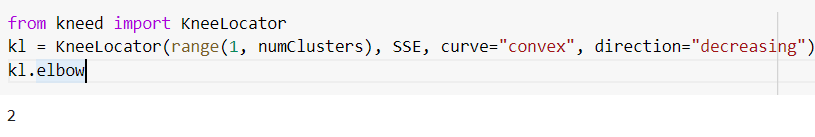 from kneed import KneeLocator
kl = KneeLocator(range(1, numClusters), SSE, curve="convex", direction="decreasing")
kl.elbow
2